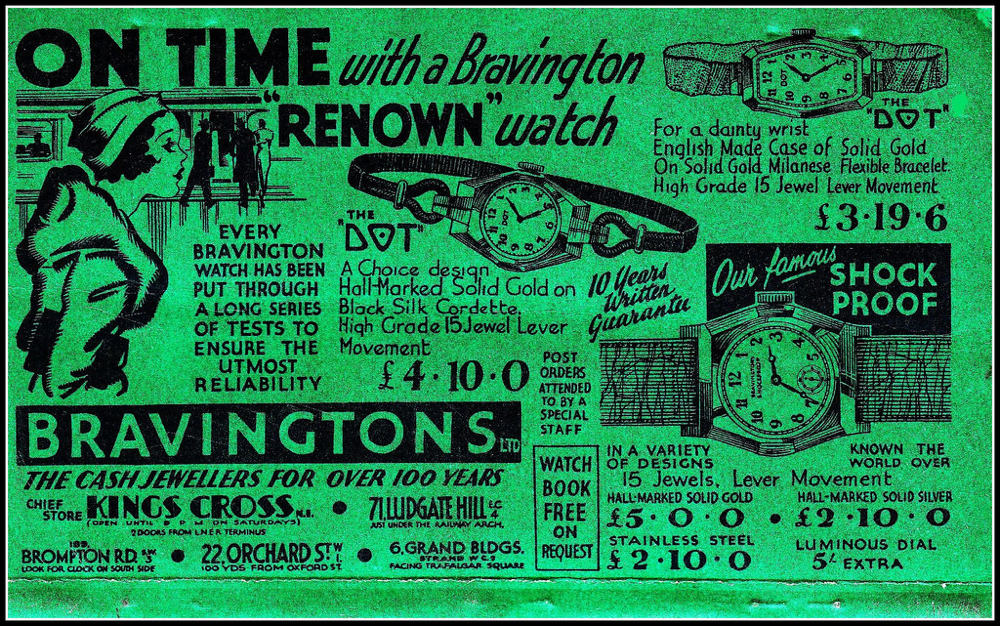 ON TIME with a Bravington
"RENOWN" watch
THE
"DOT"
For a dainty wrist
English Made Case of Solid Gold
On Solid Gold Milanese Flexible Bracelet.
High Grade 15 Jewel Lever Movement
£3·19·6
EVERY
BRAVINGTON
WATCH HAS BEEN
PUT THROUGH
A LONG SERIES
OF TESTS TO
ENSURE THE
UTMOST
RELIABILITY
THE
"DOT"
A Choice design
Hall-Marked Solid Gold on
Black Silk Cordette.
High Grade 15 Jewel Lever
Movement
£4·10·0
10 Years
Written
Guarantee
POST
ORDERS
ATTENDED
TO BY A
SPECIAL
STAFF
Our famous SHOCK
PROOF
IN A VARIETY
OF DESIGNS
KNOWN THE
WORLD OVER
15 Jewels, Lever Movement
HALL-MARKED SOLID GOLD
£5·0·0
HALL-MARKED SOLID SILVER
£2·10·0
STAINLESS STEEL
£2·10·0
LUMINOUS DIAL
5/- EXTRA
WATCH
BOOK
FREE
ON
REQUEST
BRAVINGTONS LTD
THE CASH JEWELLERS FOR OVER 100 YEARS
CHIEF
STORE
KINGS CROSS N.1.
(OPEN UNTIL 9 P M ON SATURDAYS)
2 DOORS FROM L.N.E.R TERMINUS
71, LUDGATE HILL E.C.4
JUST UNDER THE RAILWAY ARCH.
BROMPTON RD. S.W.
LOOK FOR CLOCK ON SOUTH SIDE
22, ORCHARD ST. W.
100 YDS FROM OXFORD ST.
6, GRAND BLDGS.
STRAND W.C.2
FACING TRAFALGAR SQUARE